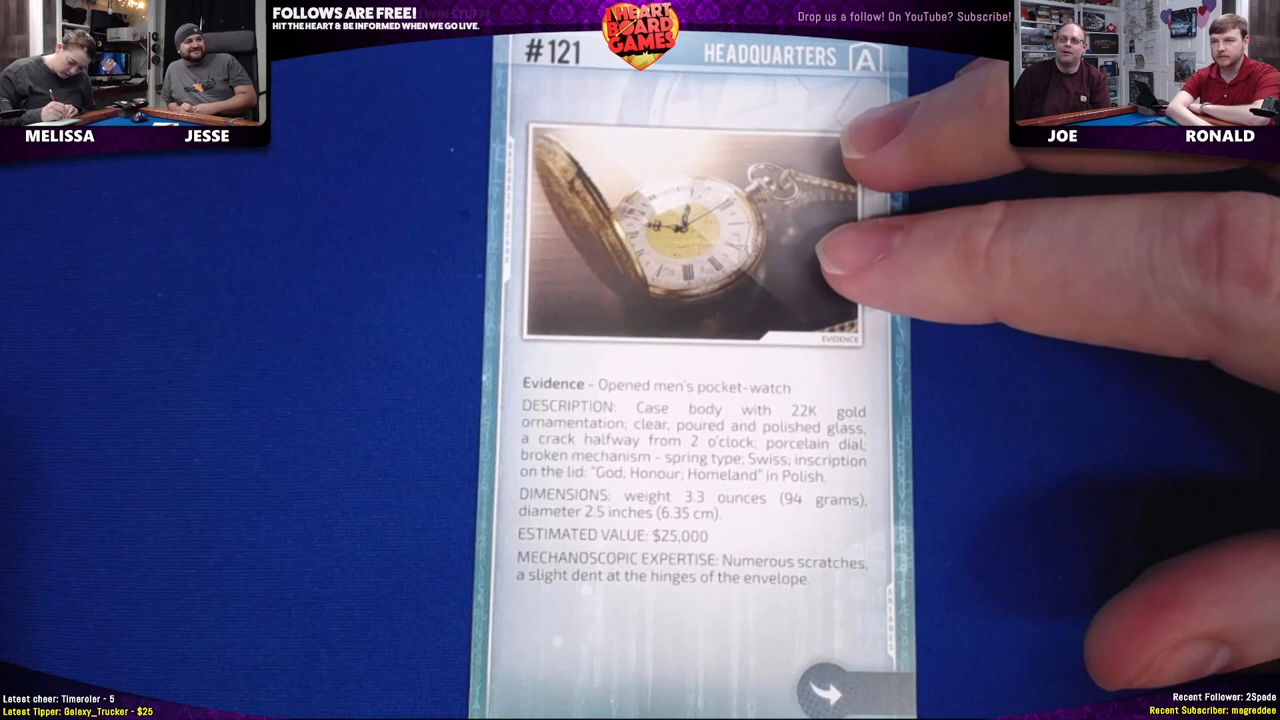 FOLLOWS ARE FREE!
HIT THE HEART & BE INFORMED WHEN WE GO LIVE.
I HEART
BOARD
GAMES
Drop us a follow! On YouTube? Subscribe!
MELISSA
JESSE
JOE
RONALD
#121
HEADQUARTERS
A
EVIDENCE
Evidence - Opened men's pocket-watch
DESCRIPTION: Case body with 22K gold
ornamentation; clear, poured and polished glass,
a crack halfway from 2 o'clock; porcelain dial;
broken mechanism - spring type; Swiss; inscription
on the lid: "God; Honour; Homeland" in Polish.
DIMENSIONS: weight 3.3 ounces (94 grams),
diameter 2.5 inches (6.35 cm).
ESTIMATED VALUE: $25,000
MECHANOSCOPIC EXPERTISE: Numerous scratches,
a slight dent at the hinges of the envelope.
ANTARES
Latest cheer: Timeroler - 5
Latest Tipper: Galaxy_Trucker - $25
Recent Follower: 2Spade
Recent Subscriber: magreddee